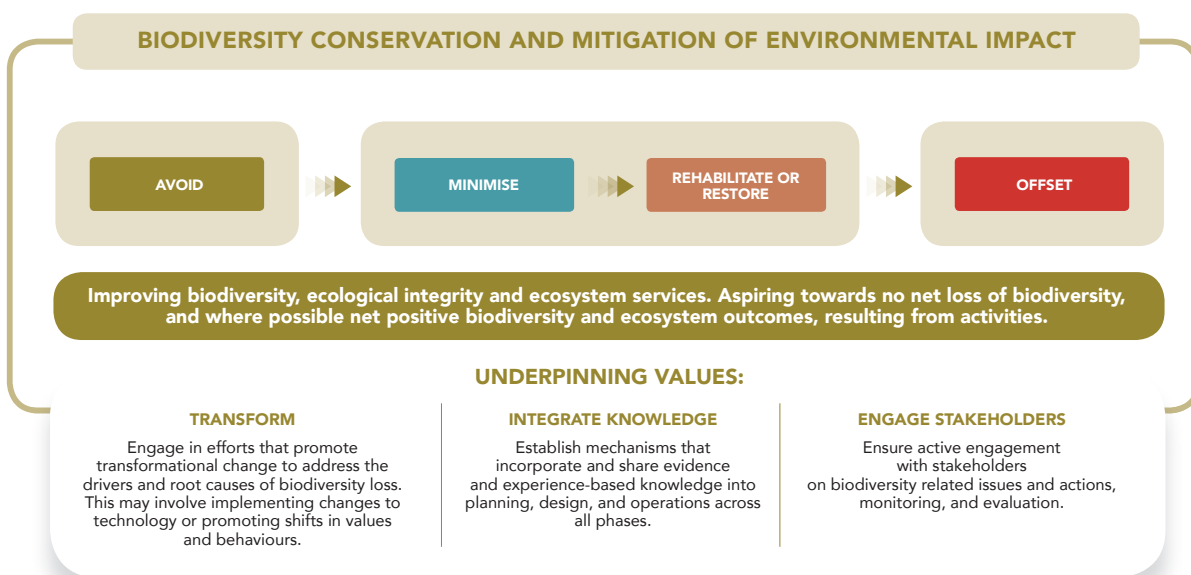 BIODIVERSITY CONSERVATION AND MITIGATION OF ENVIRONMENTAL IMPACT
AVOID
MINIMISE
REHABILITATE OR
RESTORE
OFFSET
Improving biodiversity, ecological integrity and ecosystem services. Aspiring towards no net loss of biodiversity,
and where possible net positive biodiversity and ecosystem outcomes, resulting from activities.
UNDERPINNING VALUES:
TRANSFORM
Engage in efforts that promote
transformational change to address the
drivers and root causes of biodiversity loss.
This may involve implementing changes to
technology or promoting shifts in values
and behaviours.
INTEGRATE KNOWLEDGE
Establish mechanisms that
incorporate and share evidence
and experience-based knowledge into
planning, design, and operations across
all phases.
ENGAGE STAKEHOLDERS
Ensure active engagement
with stakeholders
on biodiversity related issues and actions,
monitoring, and evaluation.